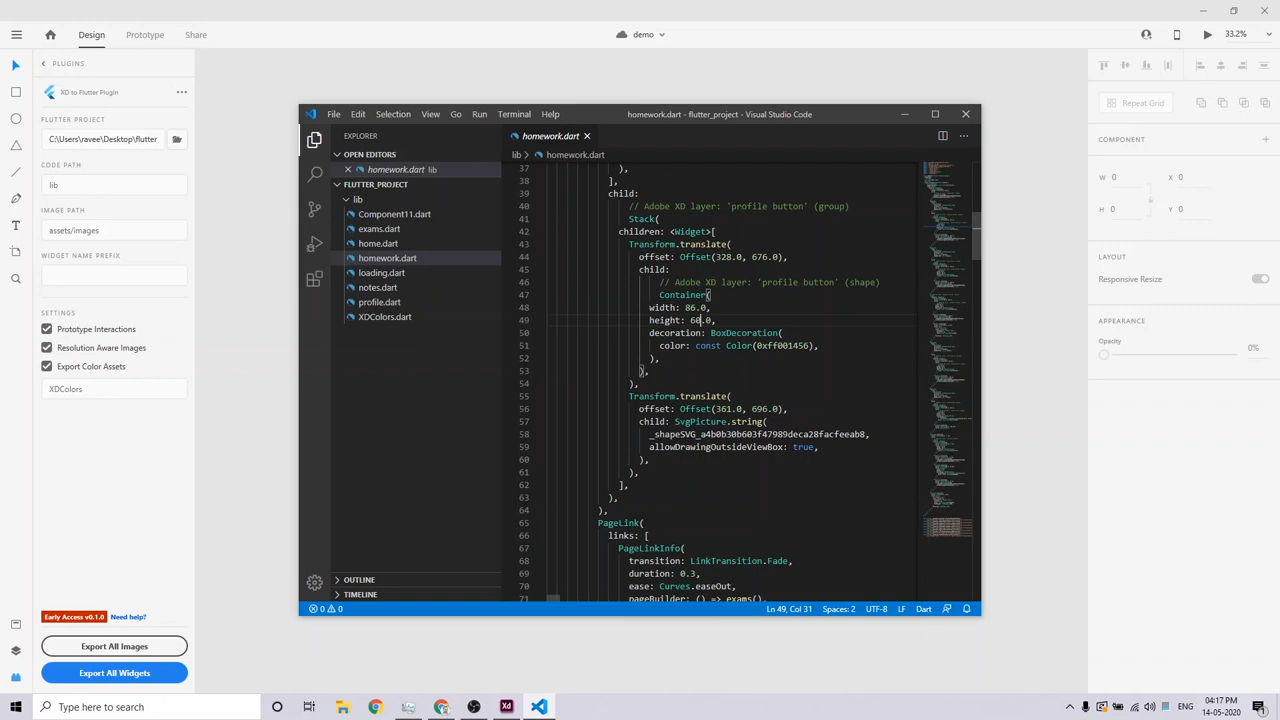 Design
Prototype
Share
demo
33.2%
PLUGINS
XD to Flutter Plugin
FLUTTER PROJECT
C:\Users\ravee\Desktop\flutter
CODE PATH
lib
IMAGE PATH
assets/images
WIDGET NAME PREFIX
SETTINGS
Prototype Interactions
Resolution Aware Images
Export Color Assets
XDColors
Early Access v0.1.0 Need help?
Export All Images
Export All Widgets
File Edit Selection View Go Run Terminal Help
homework.dart - flutter_project - Visual Studio Code
EXPLORER
OPEN EDITORS
homework.dart lib
FLUTTER_PROJECT
lib
Component11.dart
exams.dart
home.dart
homework.dart
loading.dart
notes.dart
profile.dart
XDColors.dart
OUTLINE
TIMELINE
homework.dart
lib > homework.dart
37 ),
38 ],
39 child:
40 // Adobe XD layer: 'profile button' (group)
41 Stack(
42 children: <Widget>[
43 Transform.translate(
44 offset: Offset(328.0, 676.0),
45 child:
46 // Adobe XD layer: 'profile button' (shape)
47 Container(
48 width: 86.0,
49 height: 60.0,
50 decoration: BoxDecoration(
51 color: const Color(0xff001456),
52 ),
53 ),
54 ),
55 Transform.translate(
56 offset: Offset(361.0, 696.0),
57 child: SvgPicture.string(
58 _shapeSVG_a4b0b30b603f47989deca28facfeeab8,
59 allowDrawingOutsideViewBox: true,
60 ),
61 ),
62 ],
63 ),
64 ),
65 PageLink(
66 links: [
67 PageLinkInfo(
68 transition: LinkTransition.Fade,
69 duration: 0.3,
70 ease: Curves.easeOut,
71 pageBuilder: () => exams(),
0 0
Ln 49, Col 31
Spaces: 2
UTF-8
LF
Dart
Repeat Grid
COMPONENT
W 0
X 0
H 0
Y 0
LAYOUT
Responsive Resize
APPEARANCE
Opacity
0%
Type here to search
Xd
ENG
04:17 PM
14-05-2020